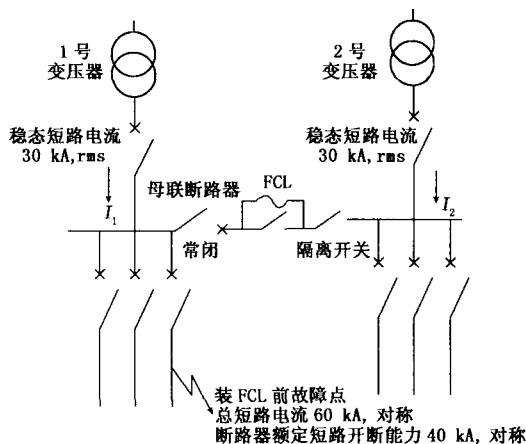 1号
变压器
2号
变压器
稳态短路电流
30 kA,rms
稳态短路电流
30 kA,rms
母联断路器
FCL
I₁
I₂
常闭
隔离开关
装 FCL 前故障点
总短路电流 60 kA, 对称
断路器额定短路开断能力 40 kA, 对称